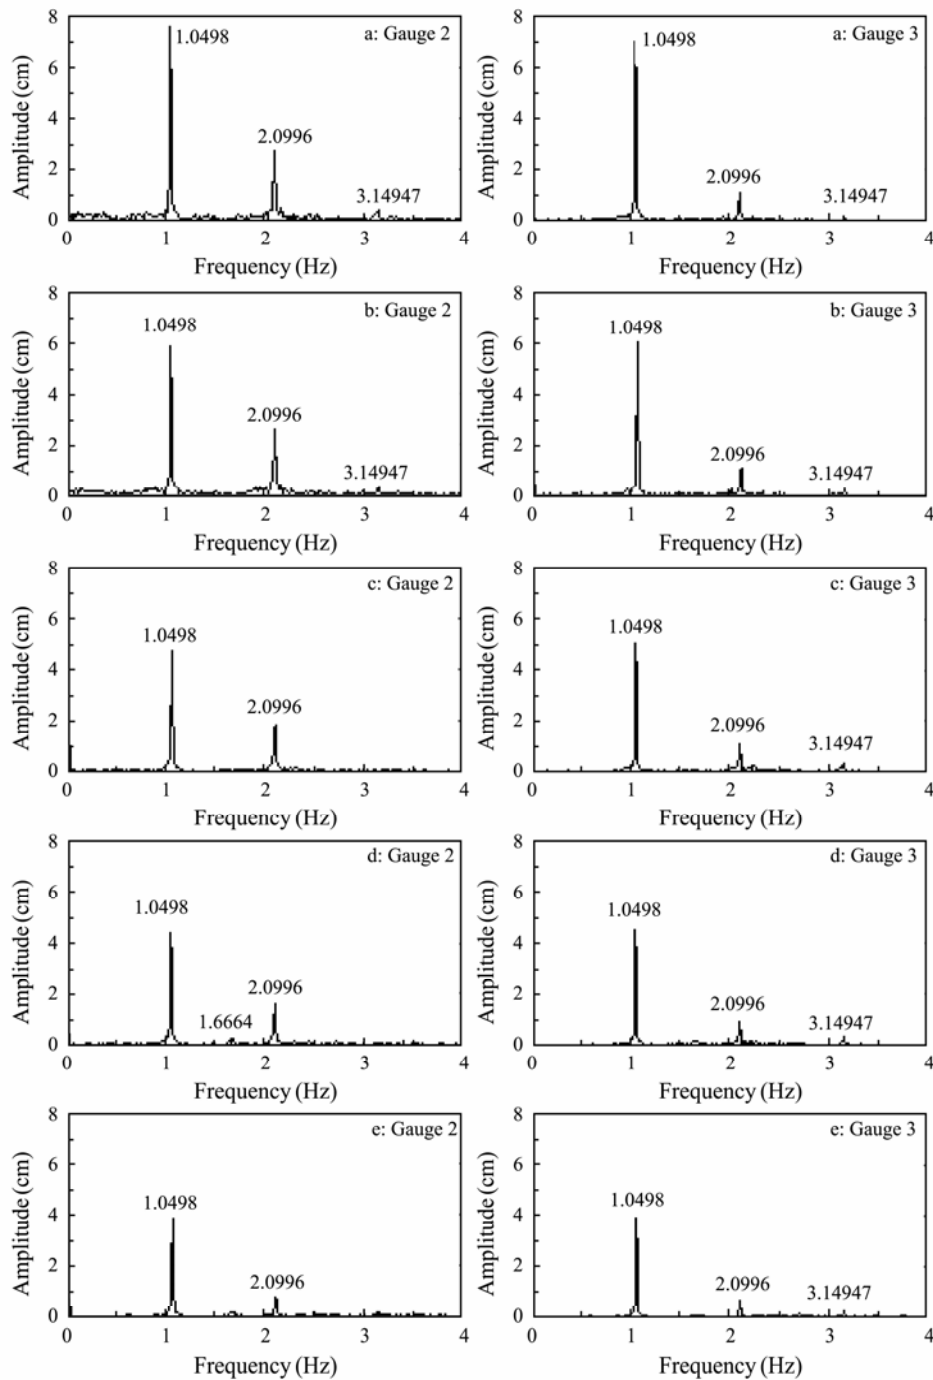 8
a: Gauge 2
1.0498
6
4
2.0996
2
3.14947
0
0 1 2 3 4
Amplitude (cm)
Frequency (Hz)
8
a: Gauge 3
1.0498
6
4
2.0996
2
3.14947
0
0 1 2 3 4
Amplitude (cm)
Frequency (Hz)
8
b: Gauge 2
1.0498
6
4
2.0996
2
3.14947
0
0 1 2 3 4
Amplitude (cm)
Frequency (Hz)
8
b: Gauge 3
1.0498
6
4
2.0996
2
3.14947
0
0 1 2 3 4
Amplitude (cm)
Frequency (Hz)
8
c: Gauge 2
6
1.0498
4
2.0996
2
0
0 1 2 3 4
Amplitude (cm)
Frequency (Hz)
8
c: Gauge 3
6
1.0498
4
2.0996
2
3.14947
0
0 1 2 3 4
Amplitude (cm)
Frequency (Hz)
8
d: Gauge 2
6
1.0498
4
2.0996
2
1.6664
0
0 1 2 3 4
Amplitude (cm)
Frequency (Hz)
8
d: Gauge 3
6
1.0498
4
2.0996
2
3.14947
0
0 1 2 3 4
Amplitude (cm)
Frequency (Hz)
8
e: Gauge 2
6
1.0498
4
2
2.0996
0
0 1 2 3 4
Amplitude (cm)
Frequency (Hz)
8
e: Gauge 3
6
1.0498
4
2
2.0996
3.14947
0
0 1 2 3 4
Amplitude (cm)
Frequency (Hz)